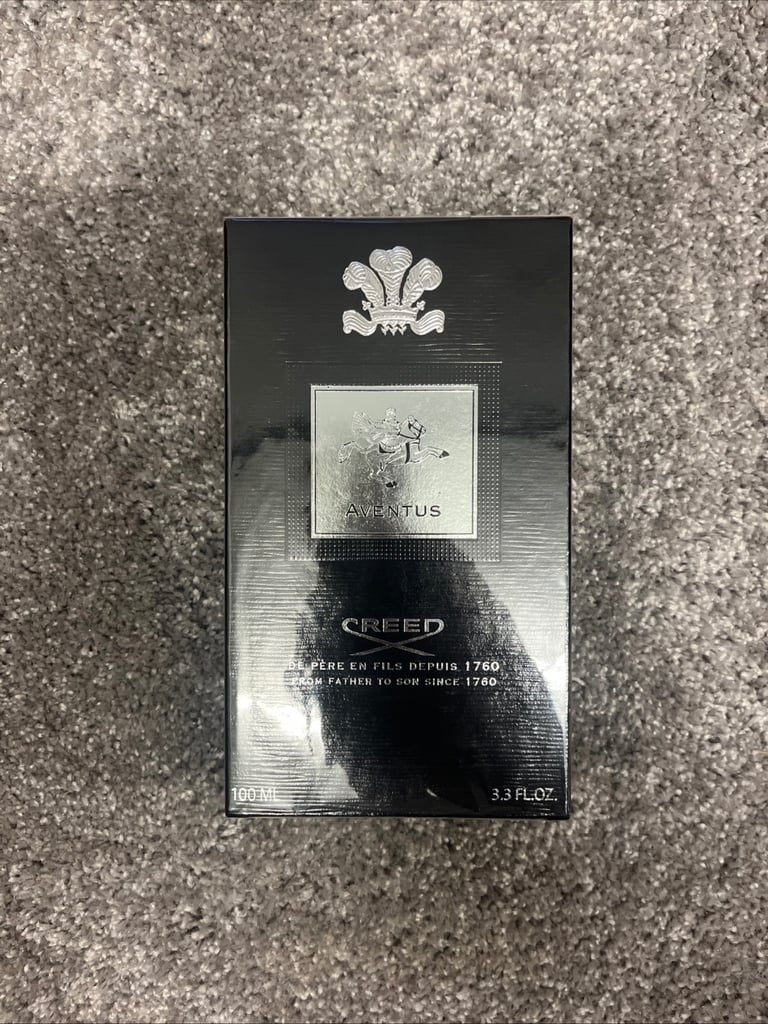 AVENTUS
CREED
DE PÈRE EN FILS DEPUIS 1760
FROM FATHER TO SON SINCE 1760
100 ML
3.3 FL.OZ.